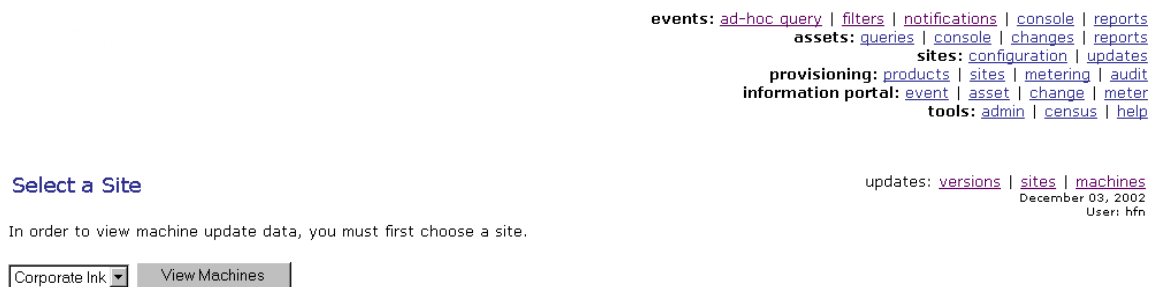 events: ad-hoc query | filters | notifications | console | reports
assets: queries | console | changes | reports
sites: configuration | updates
provisioning: products | sites | metering | audit
information portal: event | asset | change | meter
tools: admin | census | help
Select a Site
updates: versions | sites | machines
December 03, 2002
User: hfn
In order to view machine update data, you must first choose a site.
Corporate Ink View Machines